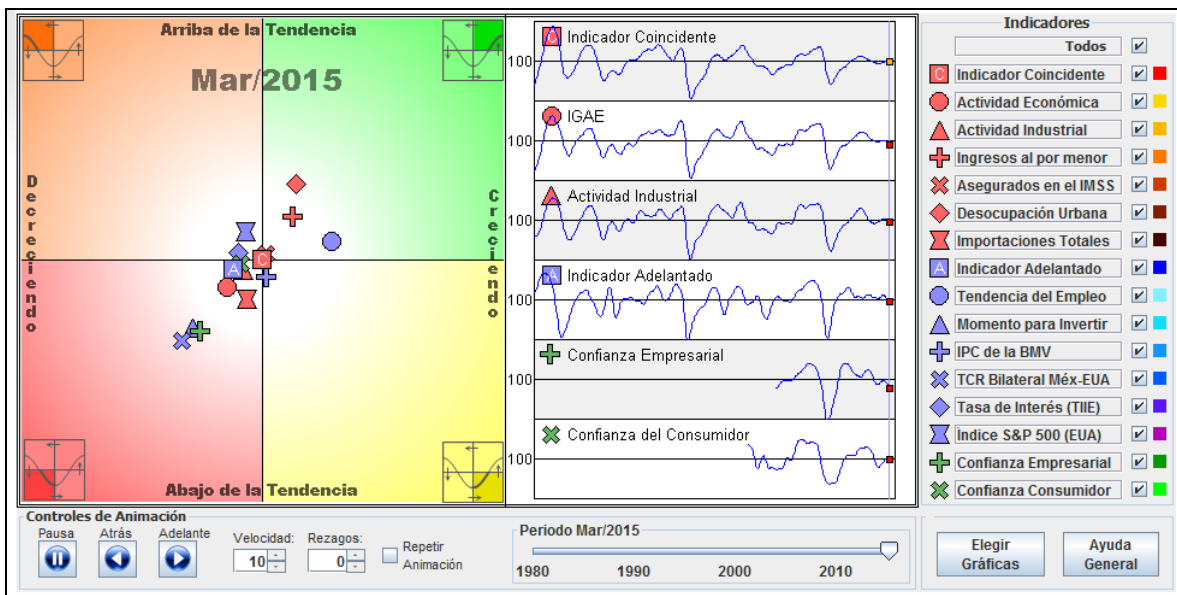 Arriba de la Tendencia
Mar/2015
Decreciendo
Creciendo
Abajo de la Tendencia
C Indicador Coincidente
100
IGAE
100
Actividad Industrial
100
A Indicador Adelantado
100
Confianza Empresarial
100
Confianza del Consumidor
100
A
C
Indicadores
Todos
C Indicador Coincidente
Actividad Económica
Actividad Industrial
Ingresos al por menor
Asegurados en el IMSS
Desocupación Urbana
Importaciones Totales
A Indicador Adelantado
Tendencia del Empleo
Momento para Invertir
IPC de la BMV
TCR Bilateral Méx-EUA
Tasa de Interés (TIIE)
Índice S&P 500 (EUA)
Confianza Empresarial
Confianza Consumidor
Controles de Animación
Pausa Atrás Adelante
Velocidad: Rezagos:
10 0
Repetir
Animación
Periodo Mar/2015
1980 1990 2000 2010
Elegir
Gráficas
Ayuda
General